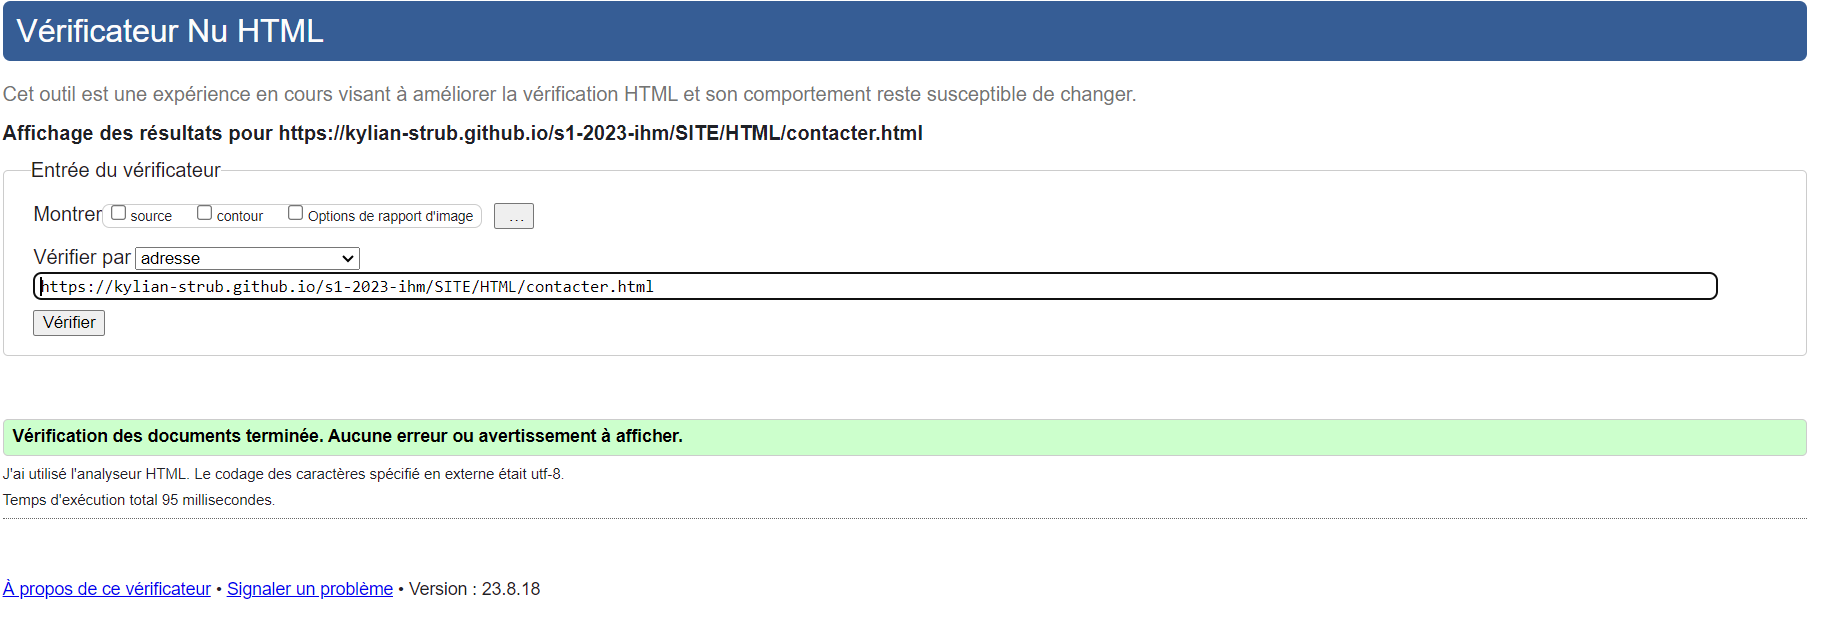 Vérificateur Nu HTML
Cet outil est une expérience en cours visant à améliorer la vérification HTML et son comportement reste susceptible de changer.
Affichage des résultats pour https://kylian-strub.github.io/s1-2023-ihm/SITE/HTML/contacter.html
Entrée du vérificateur
Montrer source contour Options de rapport d'image ...
Vérifier par adresse
https://kylian-strub.github.io/s1-2023-ihm/SITE/HTML/contacter.html
Vérifier
Vérification des documents terminée. Aucune erreur ou avertissement à afficher.
J'ai utilisé l'analyseur HTML. Le codage des caractères spécifié en externe était utf-8.
Temps d'exécution total 95 millisecondes.
À propos de ce vérificateur • Signaler un problème • Version : 23.8.18